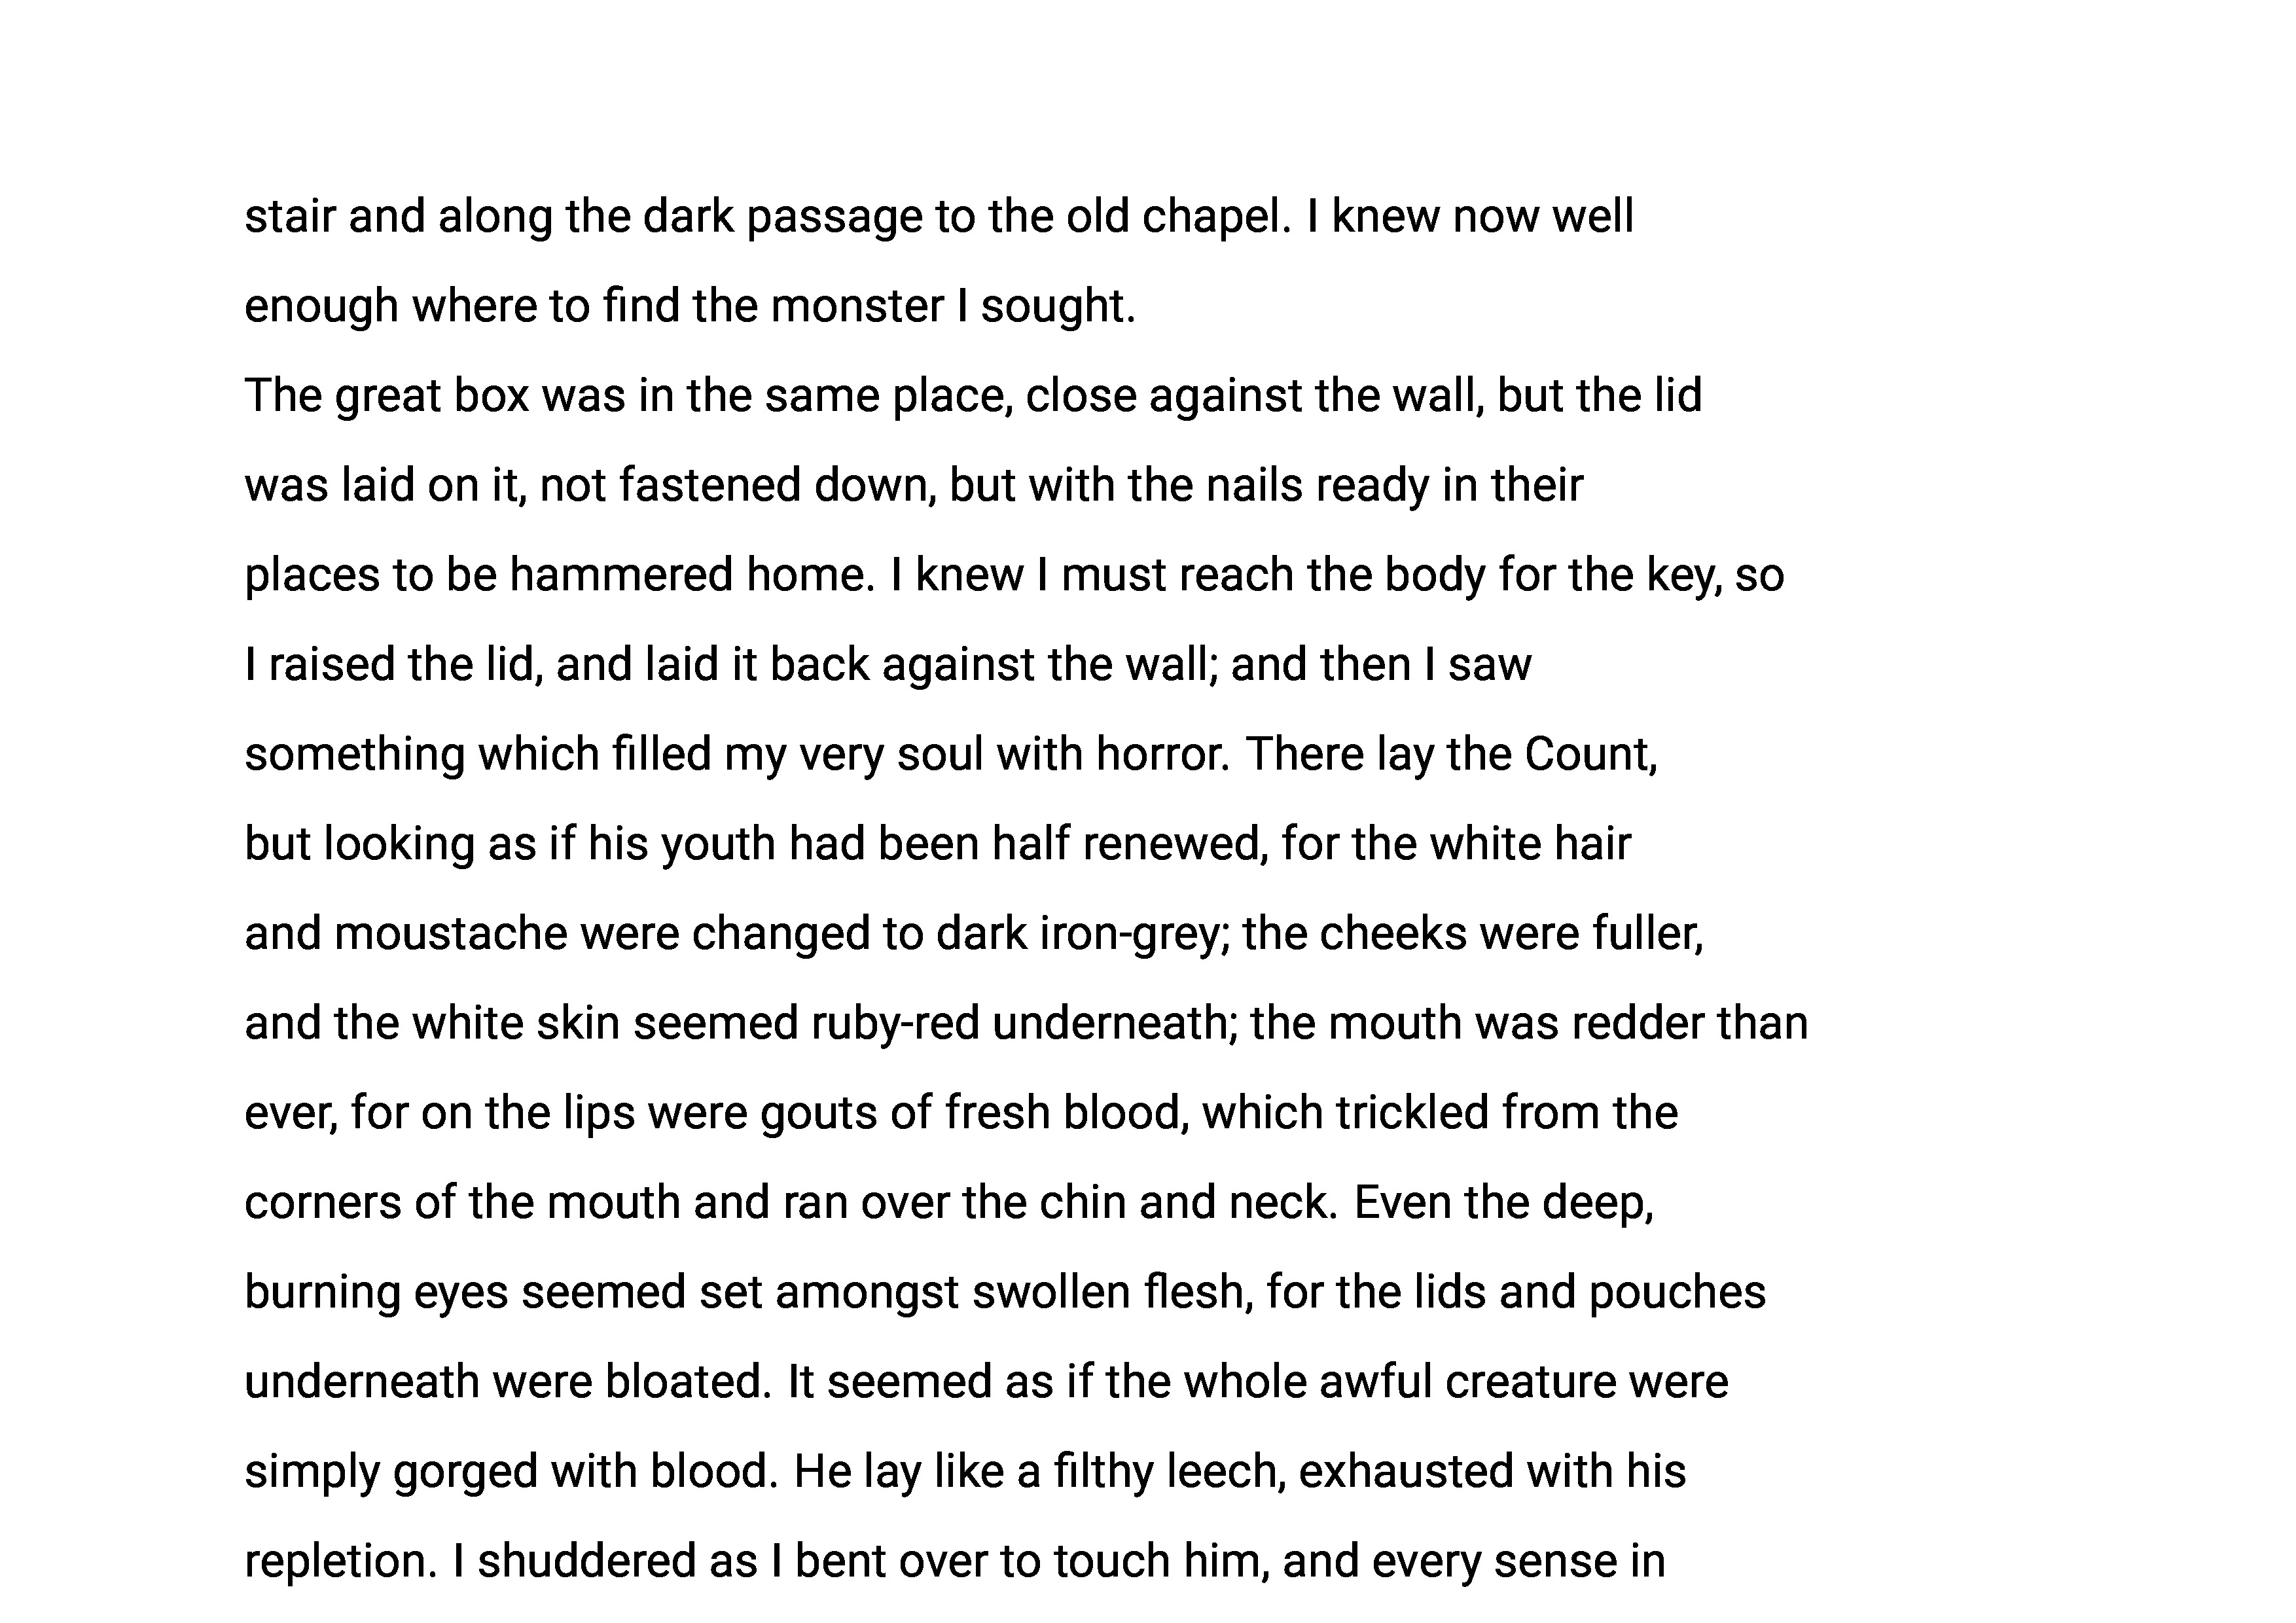 stair and along the dark passage to the old chapel. I knew now well
enough where to find the monster I sought.
The great box was in the same place, close against the wall, but the lid
was laid on it, not fastened down, but with the nails ready in their
places to be hammered home. I knew I must reach the body for the key, so
I raised the lid, and laid it back against the wall; and then I saw
something which filled my very soul with horror. There lay the Count,
but looking as if his youth had been half renewed, for the white hair
and moustache were changed to dark iron-grey; the cheeks were fuller,
and the white skin seemed ruby-red underneath; the mouth was redder than
ever, for on the lips were gouts of fresh blood, which trickled from the
corners of the mouth and ran over the chin and neck. Even the deep,
burning eyes seemed set amongst swollen flesh, for the lids and pouches
underneath were bloated. It seemed as if the whole awful creature were
simply gorged with blood. He lay like a filthy leech, exhausted with his
repletion. I shuddered as I bent over to touch him, and every sense in